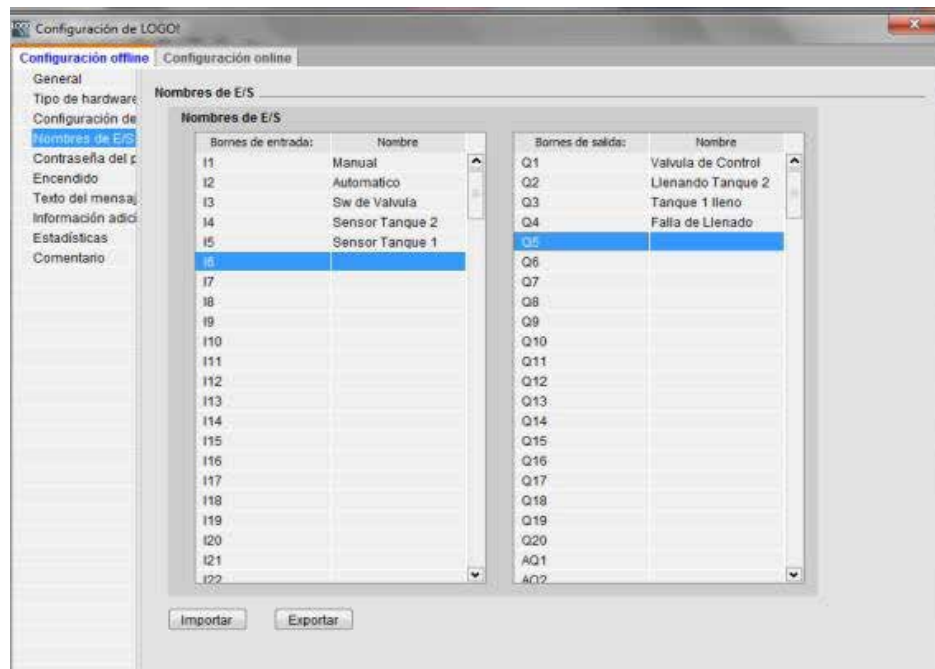 Configuración de LOGO!
Configuración offline Configuración online
General
Tipo de hardware
Configuración de
Nombres de E/S
Contraseña del p
Encendido
Texto del mensaj
Información adici
Estadísticas
Comentario
Nombres de E/S
Nombres de E/S
Bornes de entrada: Nombre
I1 Manual
I2 Automatico
I3 Sw de Valvula
I4 Sensor Tanque 2
I5 Sensor Tanque 1
I6
I7
I8
I9
I10
I11
I12
I13
I14
I15
I16
I17
I18
I19
I20
I21
I22
Bornes de salida: Nombre
Q1 Valvula de Control
Q2 Llenando Tanque 2
Q3 Tanque 1 lleno
Q4 Falla de Llenado
Q5
Q6
Q7
Q8
Q9
Q10
Q11
Q12
Q13
Q14
Q15
Q16
Q17
Q18
Q19
Q20
AQ1
AQ2
Importar Exportar